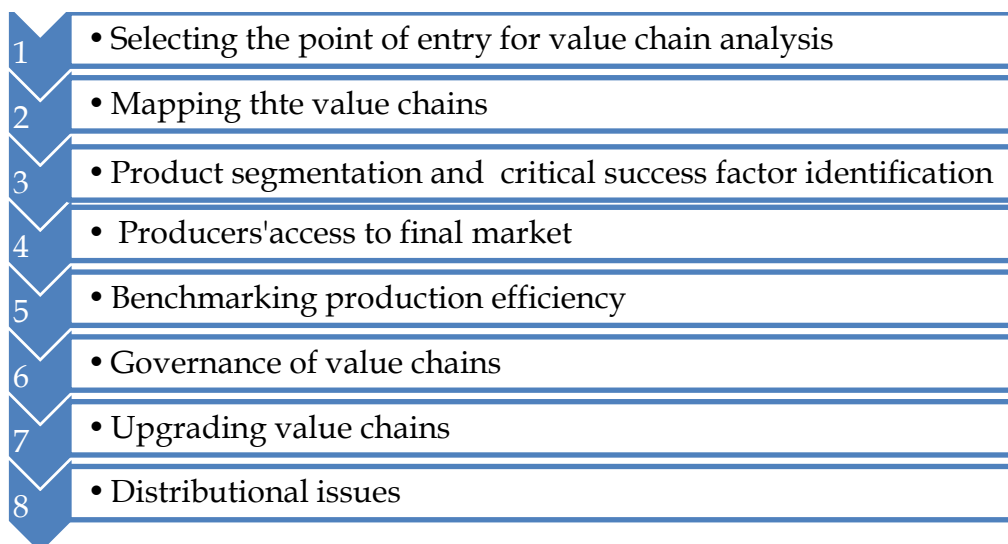 1 • Selecting the point of entry for value chain analysis
2 • Mapping thte value chains
3 • Product segmentation and critical success factor identification
4 • Producers'access to final market
5 • Benchmarking production efficiency
6 • Governance of value chains
7 • Upgrading value chains
8 • Distributional issues